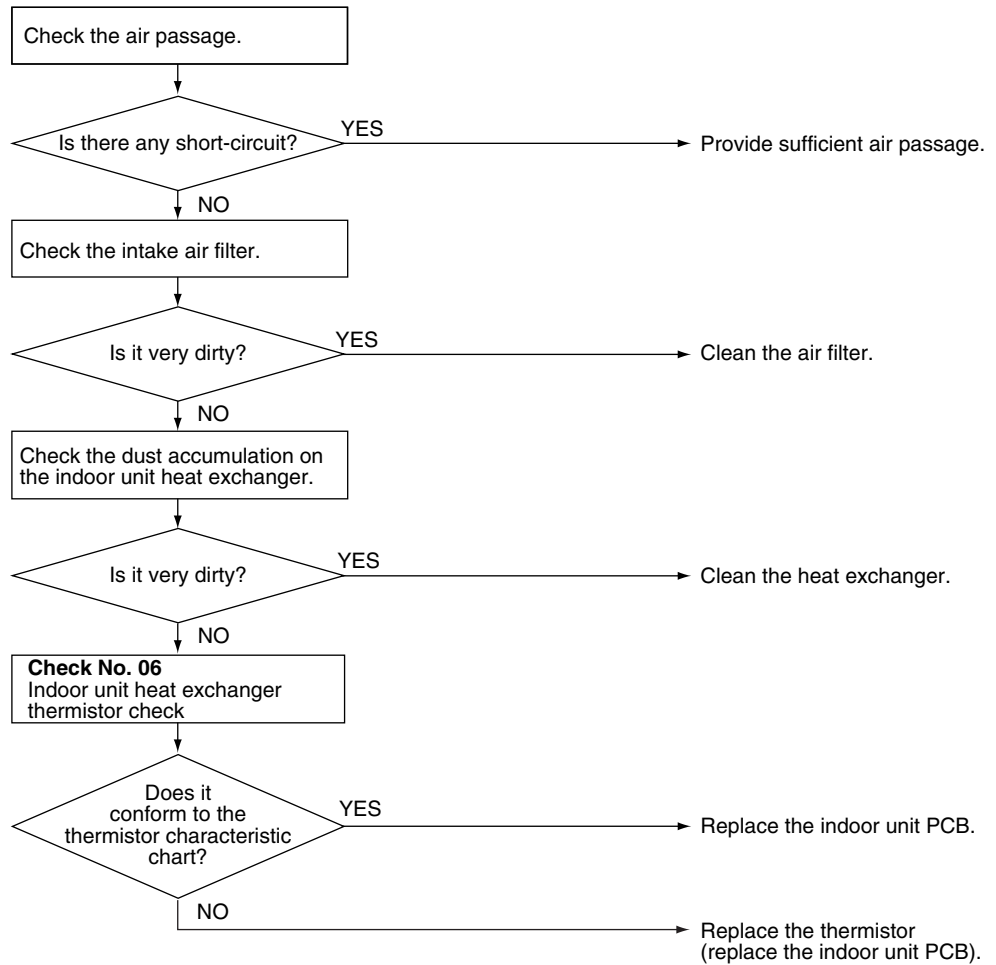 Check the air passage.
Is there any short-circuit?
YES
Provide sufficient air passage.
NO
Check the intake air filter.
Is it very dirty?
YES
Clean the air filter.
NO
Check the dust accumulation on
the indoor unit heat exchanger.
Is it very dirty?
YES
Clean the heat exchanger.
NO
Check No. 06
Indoor unit heat exchanger
thermistor check
Does it
conform to the
thermistor characteristic
chart?
YES
Replace the indoor unit PCB.
NO
Replace the thermistor
(replace the indoor unit PCB).